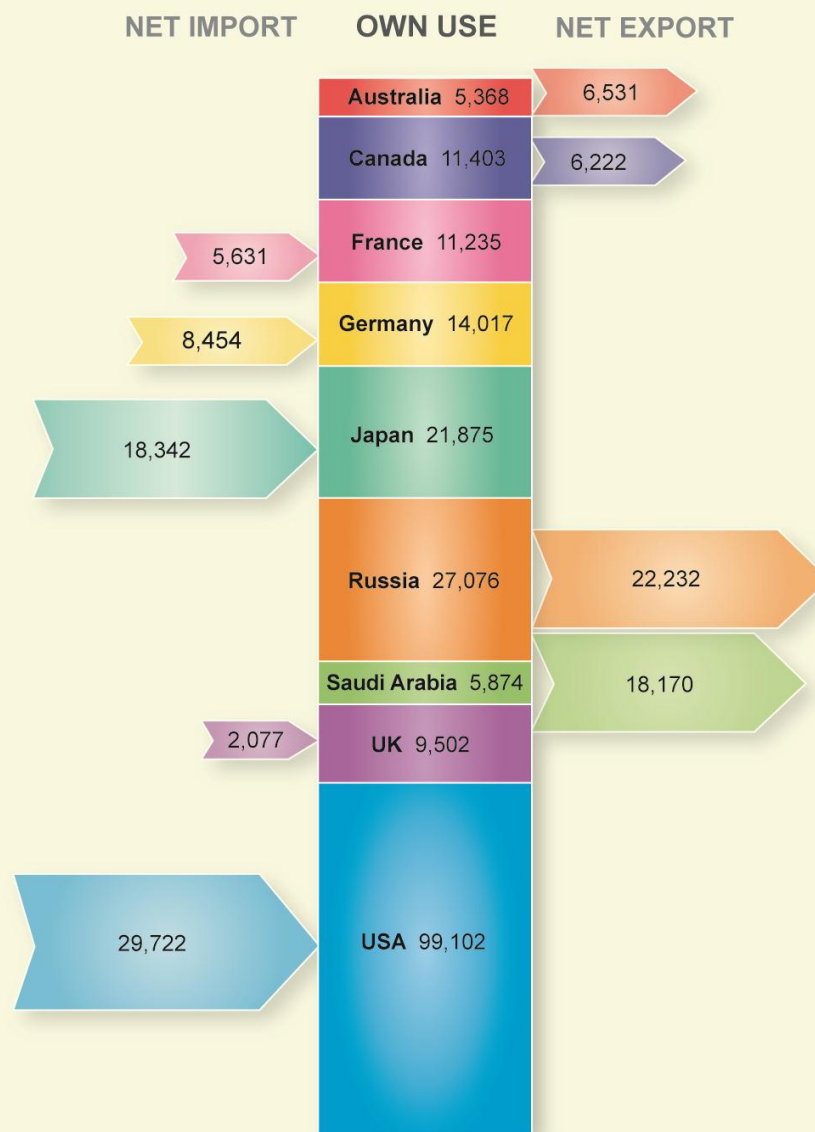 NET IMPORT OWN USE NET EXPORT
Australia 5,368
6,531
Canada 11,403
6,222
France 11,235
5,631
Germany 14,017
8,454
Japan 21,875
18,342
Russia 27,076
22,232
Saudi Arabia 5,874
18,170
UK 9,502
2,077
USA 99,102
29,722